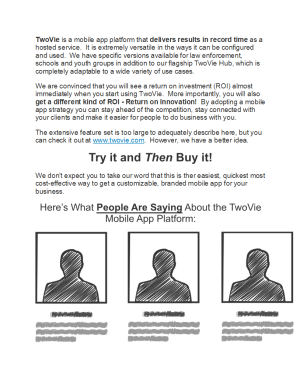 TwoVie is a mobile app platform that delivers results in record time as a
hosted service.  It is extremely versatile in the ways it can be configured
and used.  We have specific versions available for law enforcement,
schools and youth groups in addition to our flagship TwoVie Hub, which is
completely adaptable to a wide variety of use cases.
We are convinced that you will see a return on investment (ROI) almost
immediately when you start using TwoVie.  More importantly, you will also
get a different kind of ROI - Return on Innovation!  By adopting a mobile
app strategy you can stay ahead of the competition, stay connected with
your clients and make it easier for people to do business with you.
The extensive feature set is too large to adequately describe here, but you
can check it out at www.twovie.com.  However, we have a better idea.
Try it and Then Buy it!
We don't expect you to take our word that this is ther easiest, quickest most
cost-effective way to get a customizable, branded mobile app for your
business.
Here's What People Are Saying About the TwoVie
Mobile App Platform: